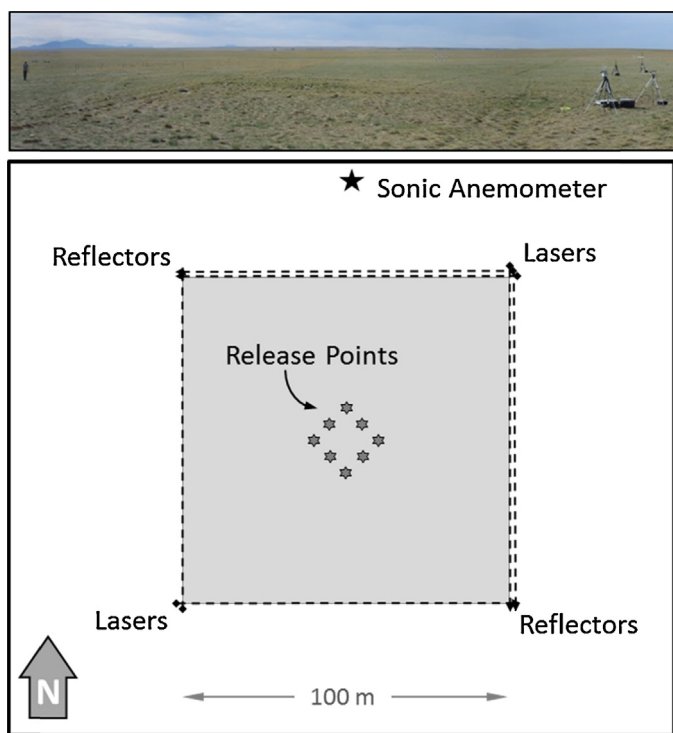 Sonic Anemometer
Reflectors
Lasers
Release Points
Lasers
Reflectors
N
100 m